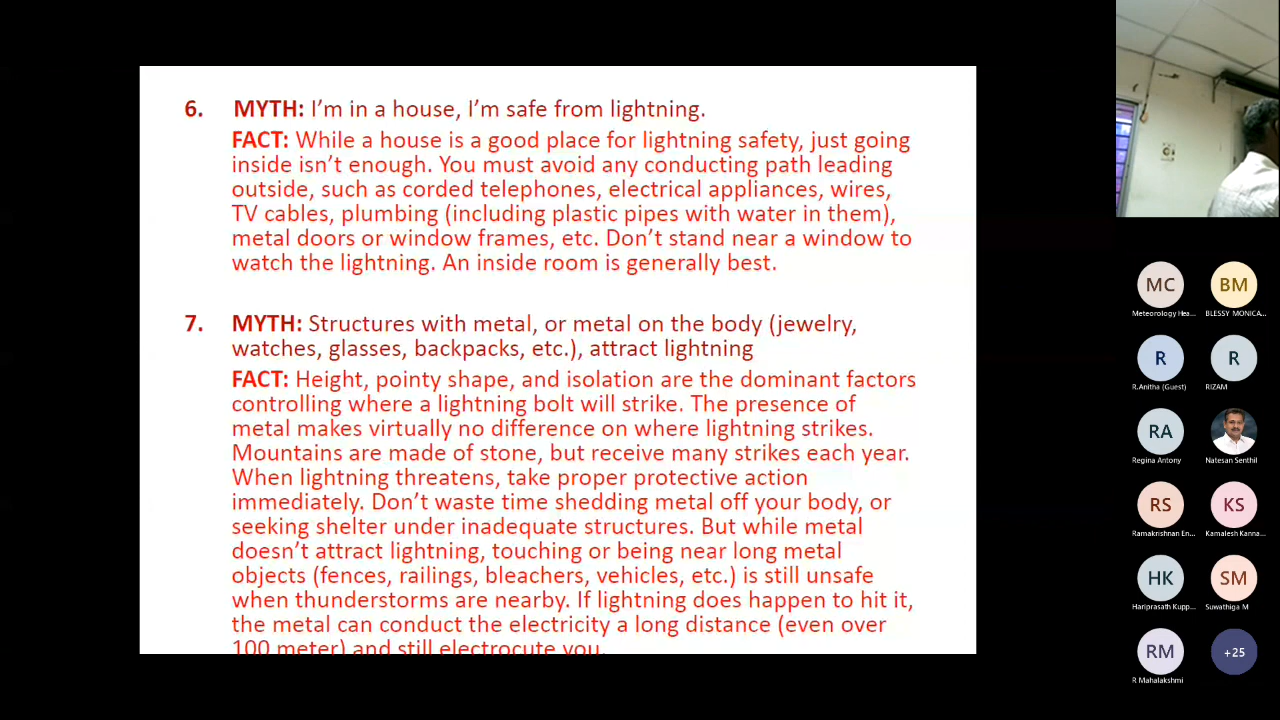 6. MYTH: I'm in a house, I'm safe from lightning.
FACT: While a house is a good place for lightning safety, just going
inside isn't enough. You must avoid any conducting path leading
outside, such as corded telephones, electrical appliances, wires,
TV cables, plumbing (including plastic pipes with water in them),
metal doors or window frames, etc. Don't stand near a window to
watch the lightning. An inside room is generally best.
7. MYTH: Structures with metal, or metal on the body (jewelry,
watches, glasses, backpacks, etc.), attract lightning
FACT: Height, pointy shape, and isolation are the dominant factors
controlling where a lightning bolt will strike. The presence of
metal makes virtually no difference on where lightning strikes.
Mountains are made of stone, but receive many strikes each year.
When lightning threatens, take proper protective action
immediately. Don't waste time shedding metal off your body, or
seeking shelter under inadequate structures. But while metal
doesn't attract lightning, touching or being near long metal
objects (fences, railings, bleachers, vehicles, etc.) is still unsafe
when thunderstorms are nearby. If lightning does happen to hit it,
the metal can conduct the electricity a long distance (even over
100 meter) and still electrocute you.
MC BM
Meteorology Hea... BLESSY MONICA...
R R
R.Anitha (Guest) RIZAM
RA
Regina Antony Natesan Senthil
RS KS
Ramakrishnan En... Kamalesh Kanna...
HK SM
Hariprasath Kupp... Suwathiga M
RM +25
R Mahalakshmi